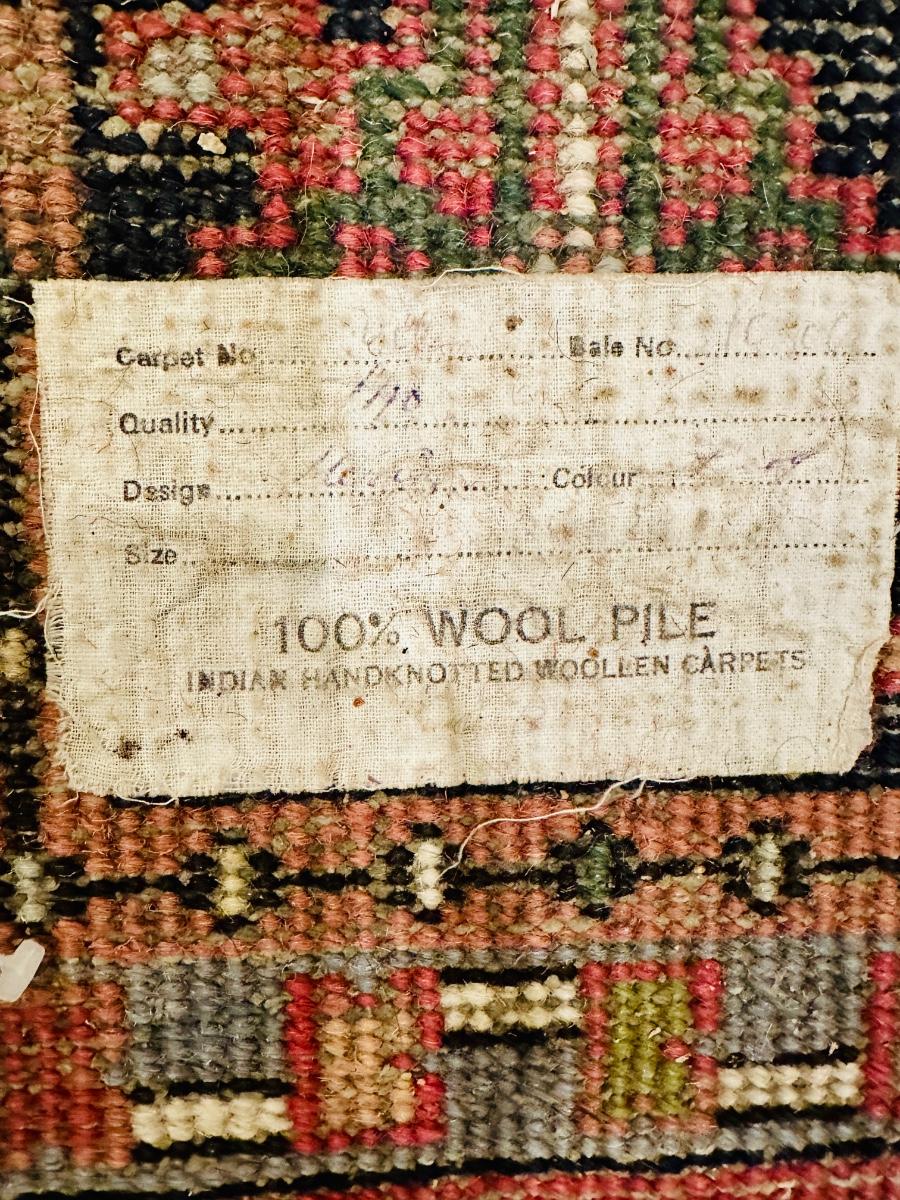 Carpet No. Bale No.
Quality
Design Colour
Size
100% WOOL PILE
INDIAN HANDKNOTTED WOOLLEN CARPETS